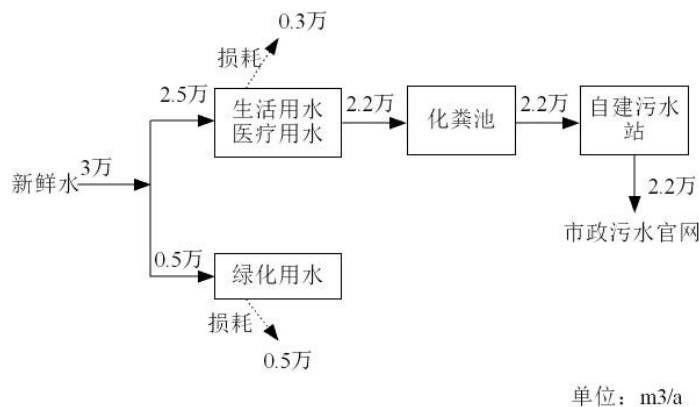 0.3万
损耗
2.5万
生活用水
医疗用水
2.2万
化粪池
2.2万
自建污水
站
新鲜水
3万
2.2万
市政污水官网
0.5万
绿化用水
损耗
0.5万
单位：m3/a